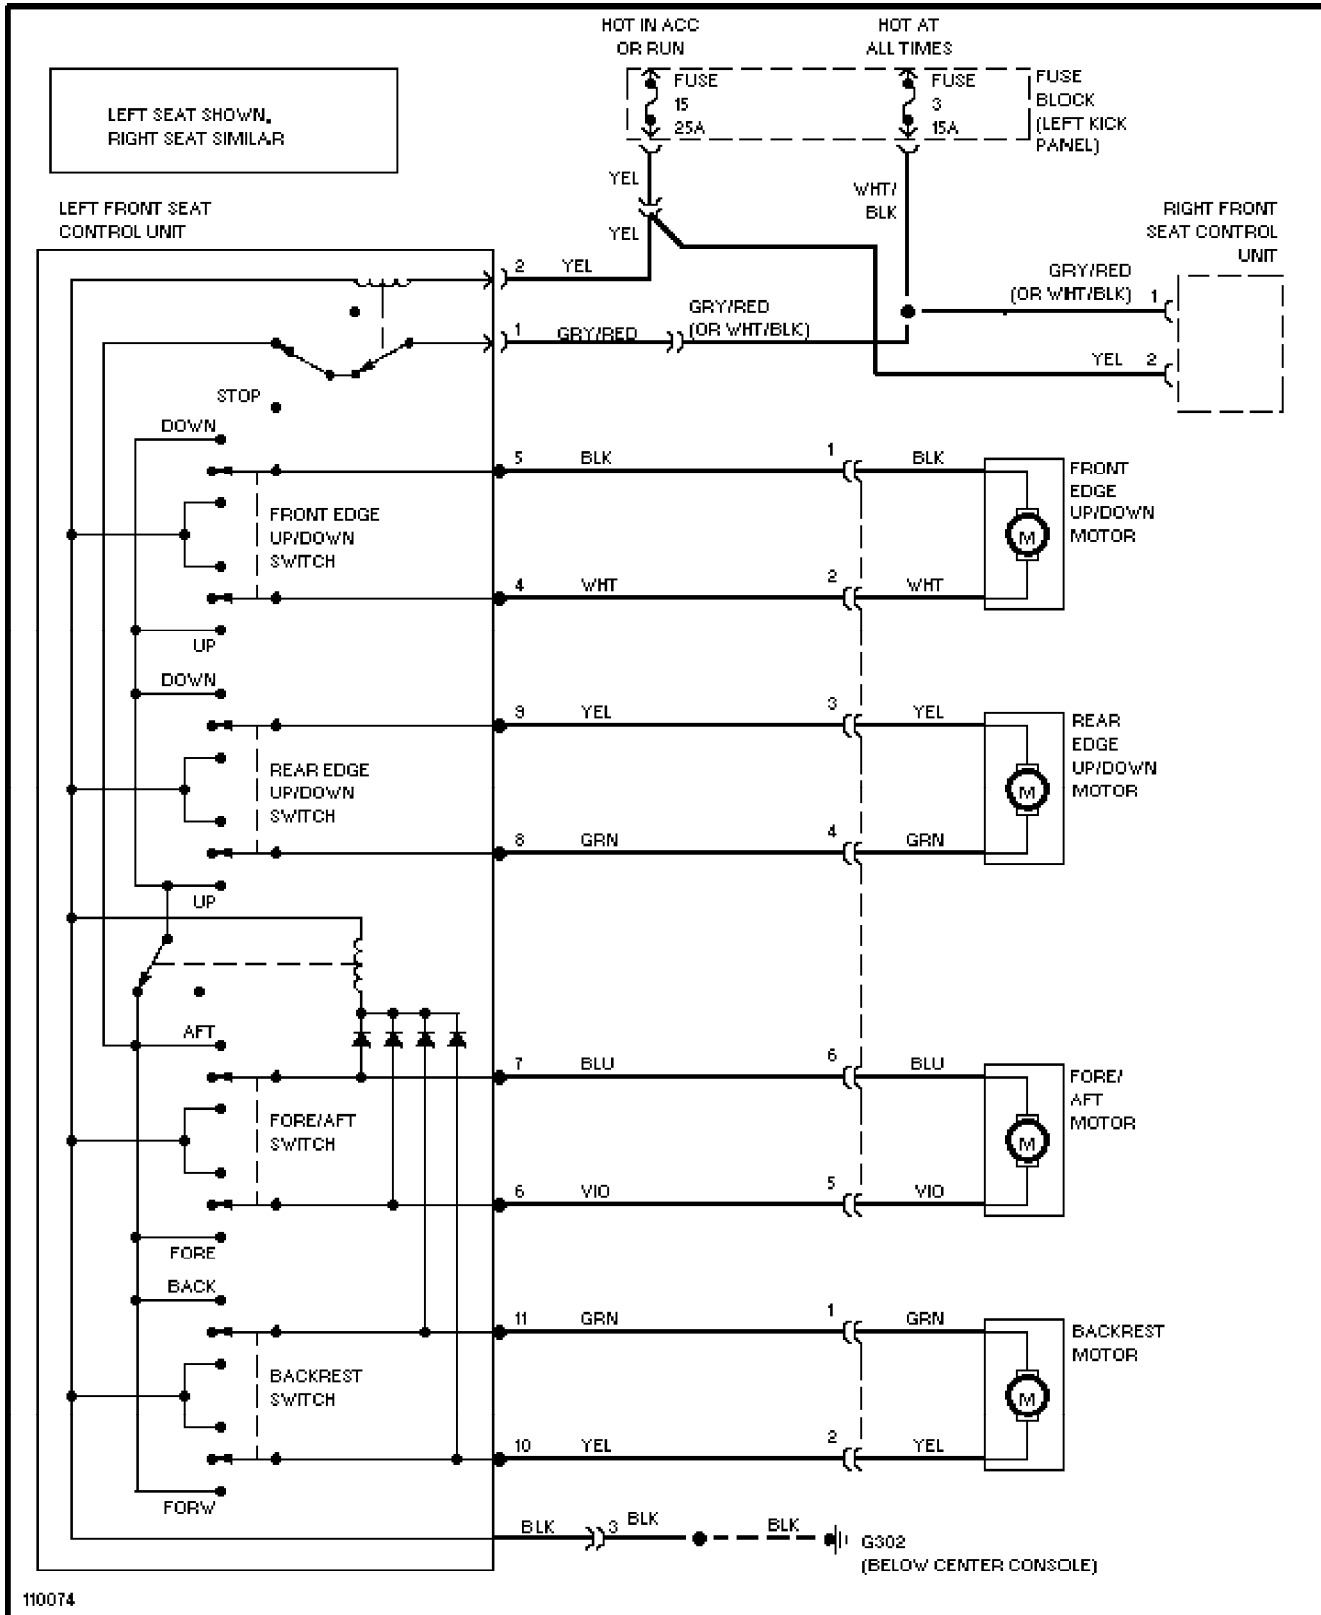 HOT IN ACC
OR RUN
HOT AT
ALL TIMES
FUSE
15
25A
FUSE
3
15A
FUSE
BLOCK
(LEFT KICK
PANEL)
LEFT SEAT SHOWN,
RIGHT SEAT SIMILAR
YEL
WHT/
BLK
YEL
LEFT FRONT SEAT
CONTROL UNIT
RIGHT FRONT
SEAT CONTROL
UNIT
2 YEL
GRY/RED
(OR WHT/BLK) 1
1 GRY/RED
GRY/RED
(OR WHT/BLK)
YEL 2
STOP
DOWN
5 BLK 1 BLK
FRONT
EDGE
UP/DOWN
MOTOR
M
FRONT EDGE
UP/DOWN
SWITCH
4 WHT 2 WHT
UP
DOWN
9 YEL 3 YEL
REAR
EDGE
UP/DOWN
MOTOR
M
REAR EDGE
UP/DOWN
SWITCH
8 GRN 4 GRN
UP
AFT
7 BLU 6 BLU
FORE/
AFT
MOTOR
M
FORE/AFT
SWITCH
6 VIO 5 VIO
FORE
BACK
11 GRN 1 GRN
BACKREST
MOTOR
M
BACKREST
SWITCH
10 YEL 2 YEL
FORW
BLK 3 BLK BLK
G302
(BELOW CENTER CONSOLE)
110074